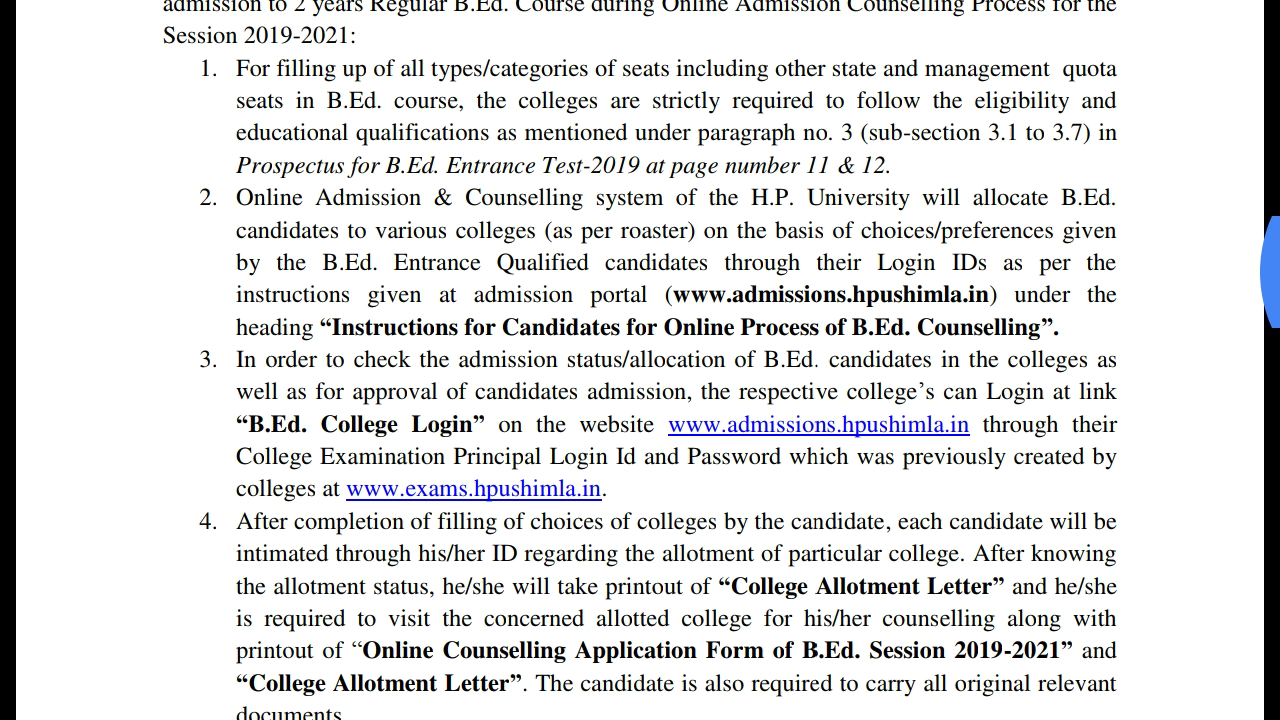 admission to 2 years Regular B.Ed. Course during Online Admission Counselling Process for the
Session 2019-2021:
1. For filling up of all types/categories of seats including other state and management quota
seats in B.Ed. course, the colleges are strictly required to follow the eligibility and
educational qualifications as mentioned under paragraph no. 3 (sub-section 3.1 to 3.7) in
Prospectus for B.Ed. Entrance Test-2019 at page number 11 & 12.
2. Online Admission & Counselling system of the H.P. University will allocate B.Ed.
candidates to various colleges (as per roaster) on the basis of choices/preferences given
by the B.Ed. Entrance Qualified candidates through their Login IDs as per the
instructions given at admission portal (www.admissions.hpushimla.in) under the
heading “Instructions for Candidates for Online Process of B.Ed. Counselling”.
3. In order to check the admission status/allocation of B.Ed. candidates in the colleges as
well as for approval of candidates admission, the respective college’s can Login at link
“B.Ed. College Login” on the website www.admissions.hpushimla.in through their
College Examination Principal Login Id and Password which was previously created by
colleges at www.exams.hpushimla.in.
4. After completion of filling of choices of colleges by the candidate, each candidate will be
intimated through his/her ID regarding the allotment of particular college. After knowing
the allotment status, he/she will take printout of “College Allotment Letter” and he/she
is required to visit the concerned allotted college for his/her counselling along with
printout of “Online Counselling Application Form of B.Ed. Session 2019-2021” and
“College Allotment Letter”. The candidate is also required to carry all original relevant
documents.